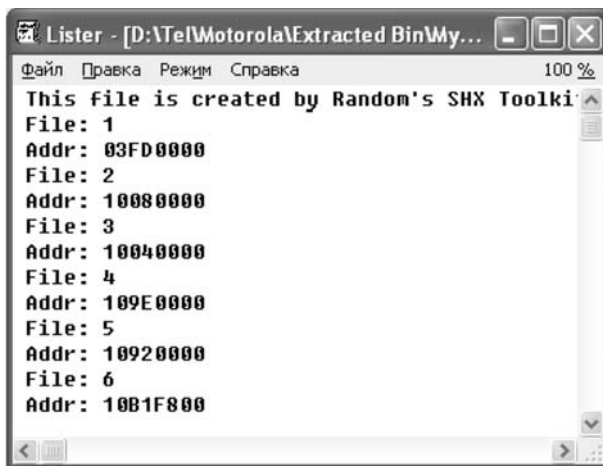 Lister - [D:\Tel\Motorola\Extracted Bin\My...
Файл Правка Режим Справка 100 %
This file is created by Random's SHX Toolki
File: 1
Addr: 03FD0000
File: 2
Addr: 10080000
File: 3
Addr: 10040000
File: 4
Addr: 109E0000
File: 5
Addr: 10920000
File: 6
Addr: 10B1F800